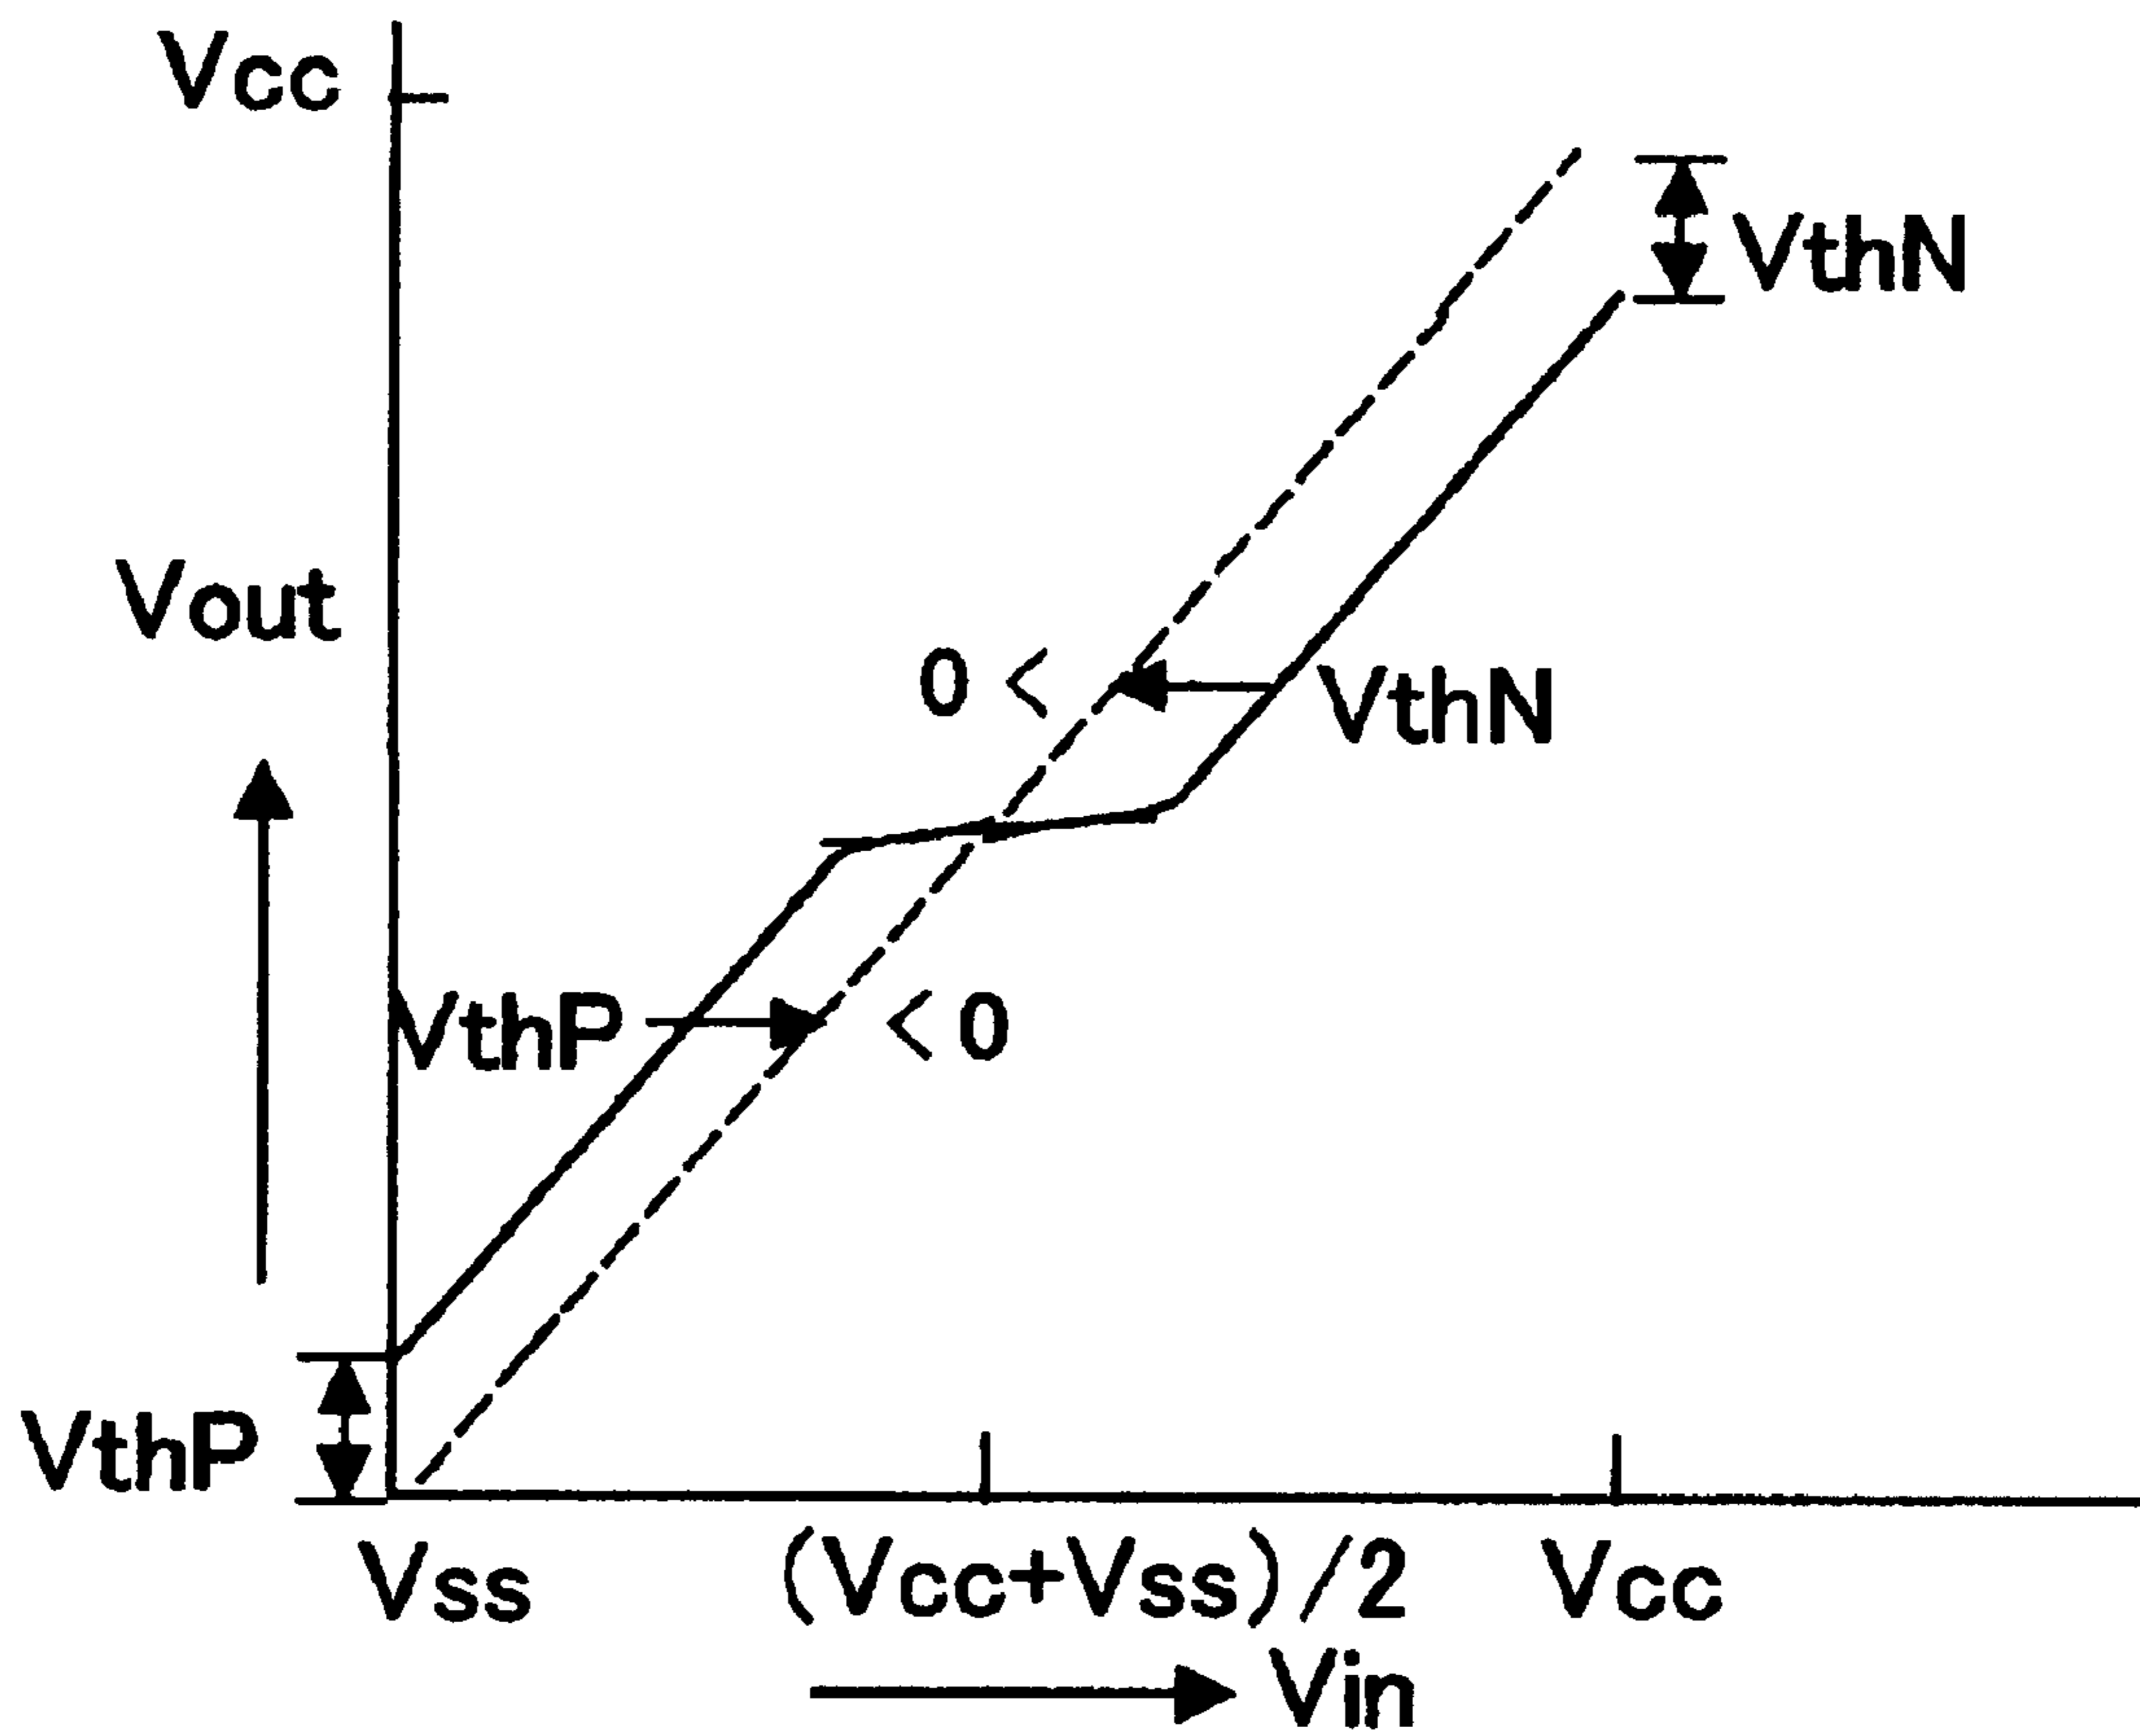 Vcc
VthN
Vout
0 <
VthN
VthP
< 0
VthP
Vss
(Vcc+Vss)/2
Vcc
Vin